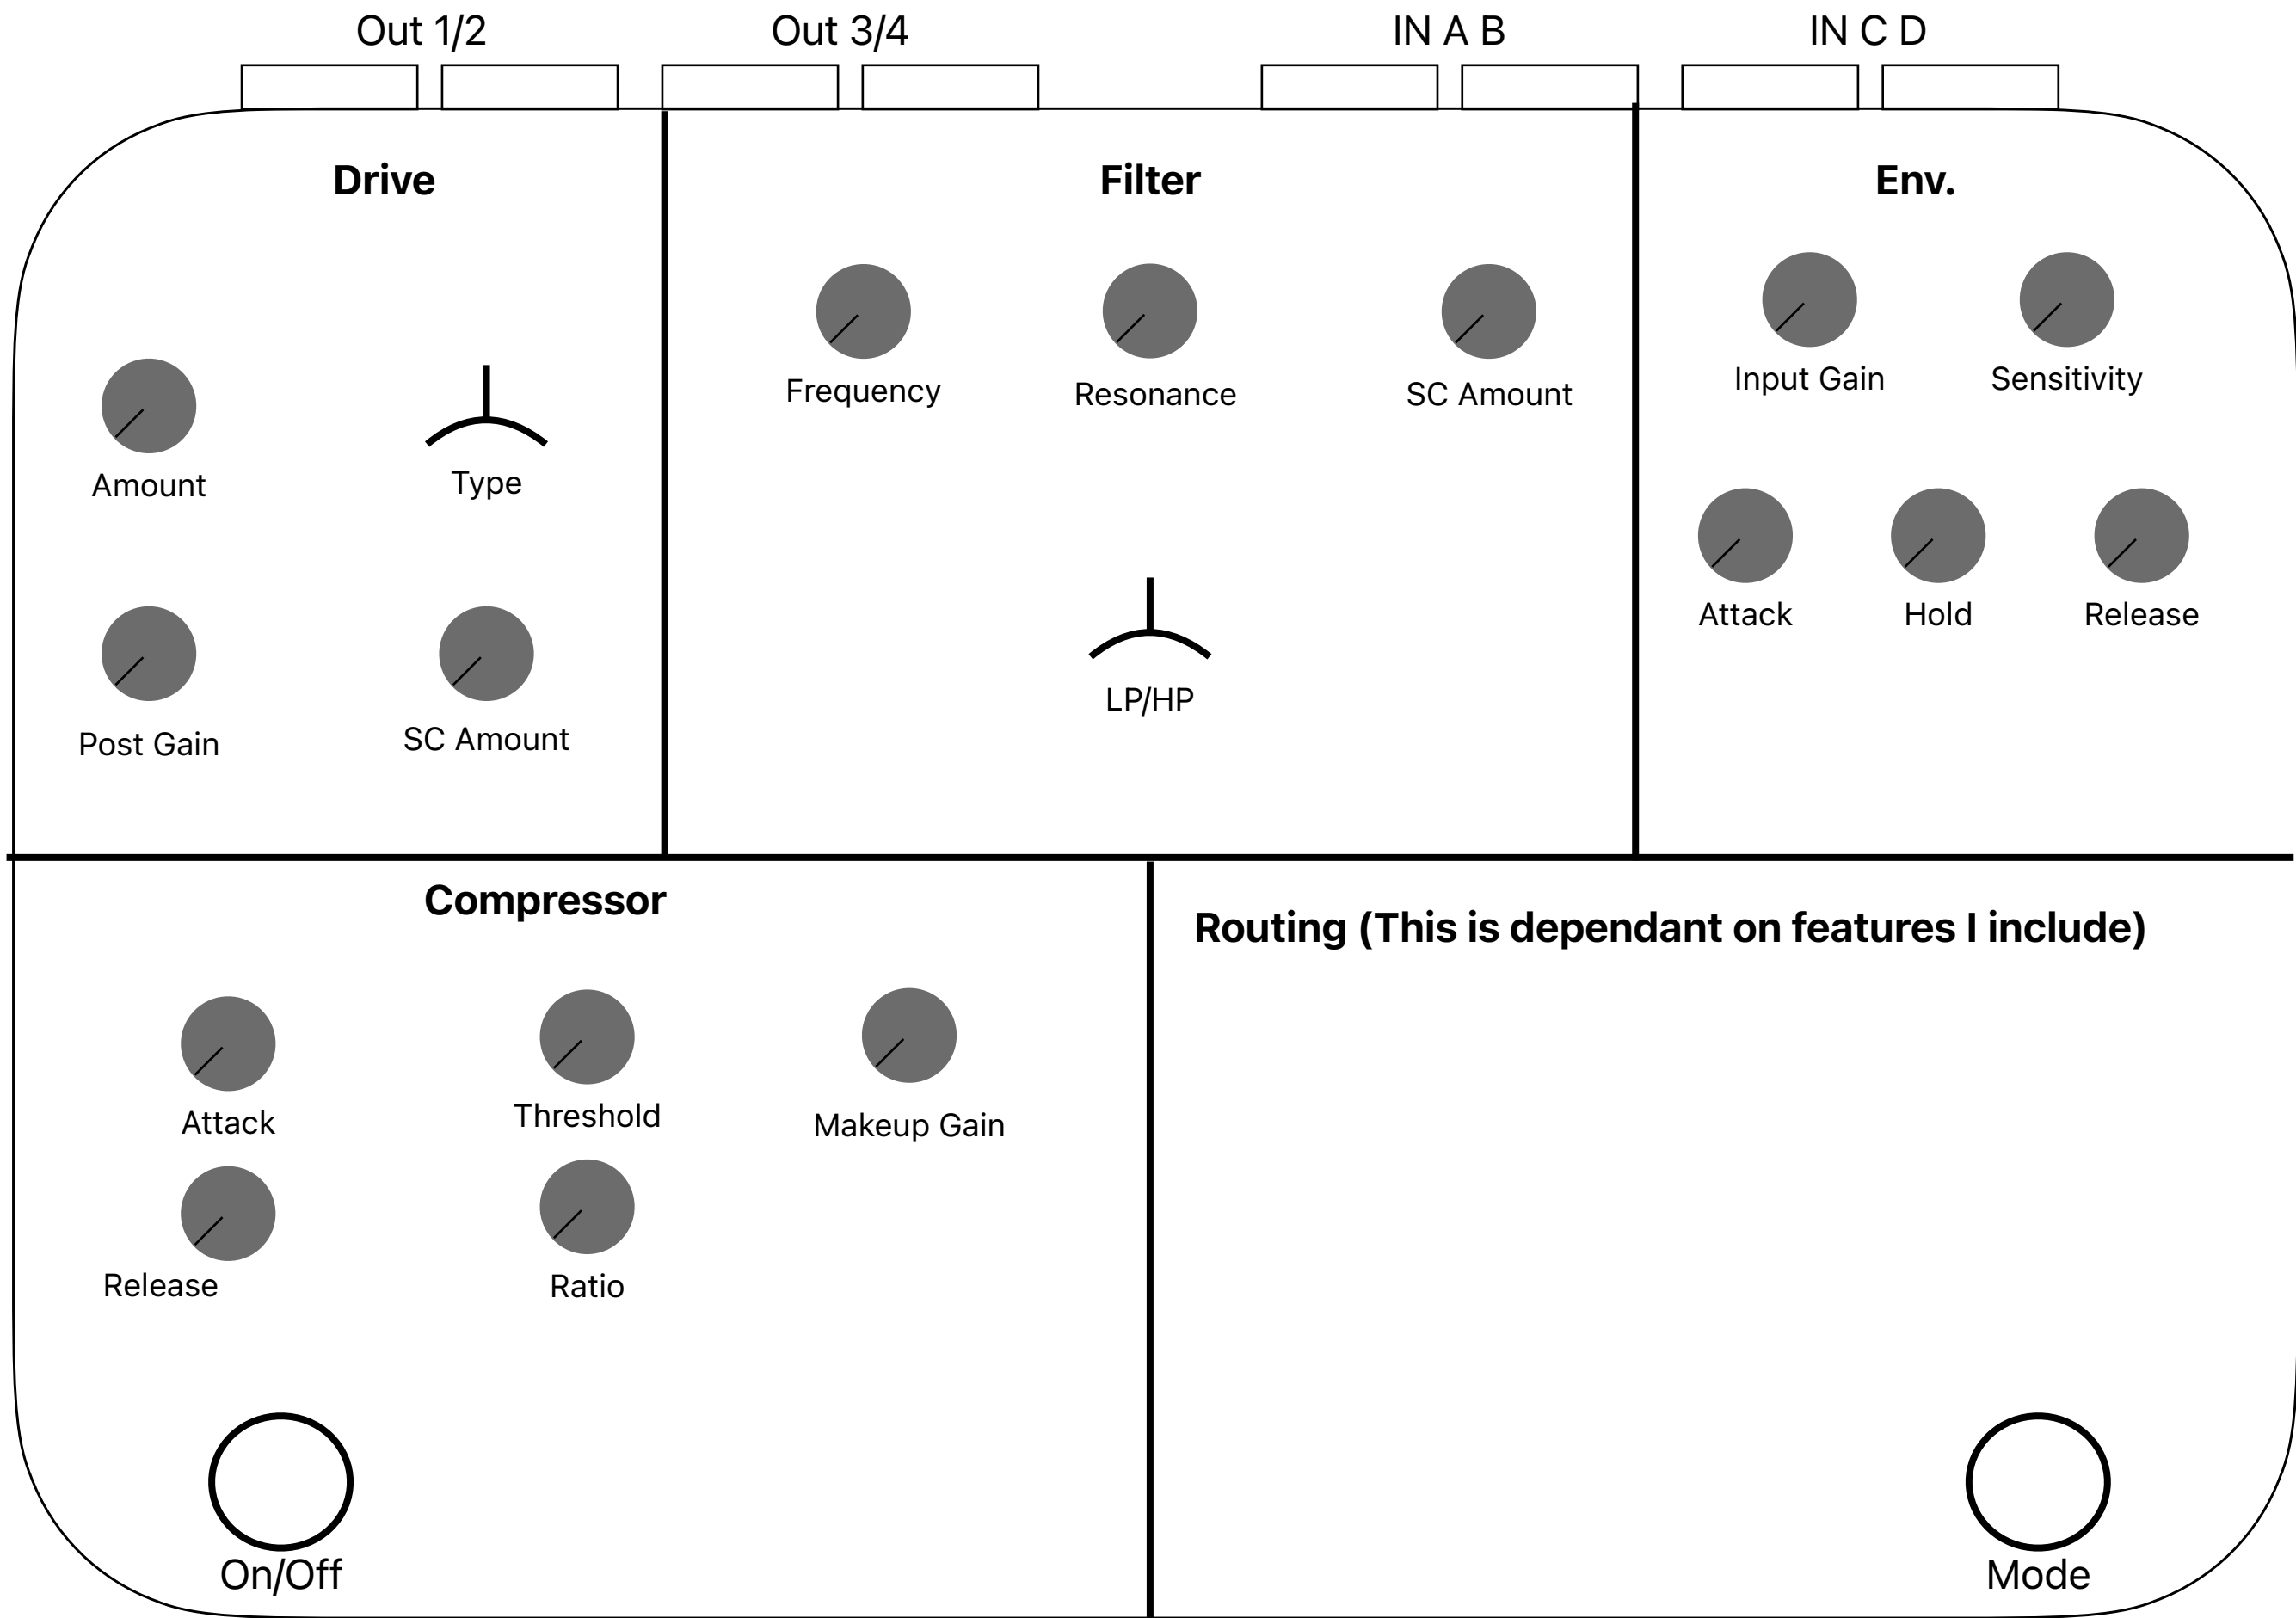 Out 1/2
Out 3/4
IN A B
IN C D
Drive
Amount
Type
Post Gain
SC Amount
Filter
Frequency
Resonance
SC Amount
LP/HP
Env.
Input Gain
Sensitivity
Attack
Hold
Release
Compressor
Attack
Threshold
Makeup Gain
Release
Ratio
On/Off
Routing (This is dependant on features I include)
Mode